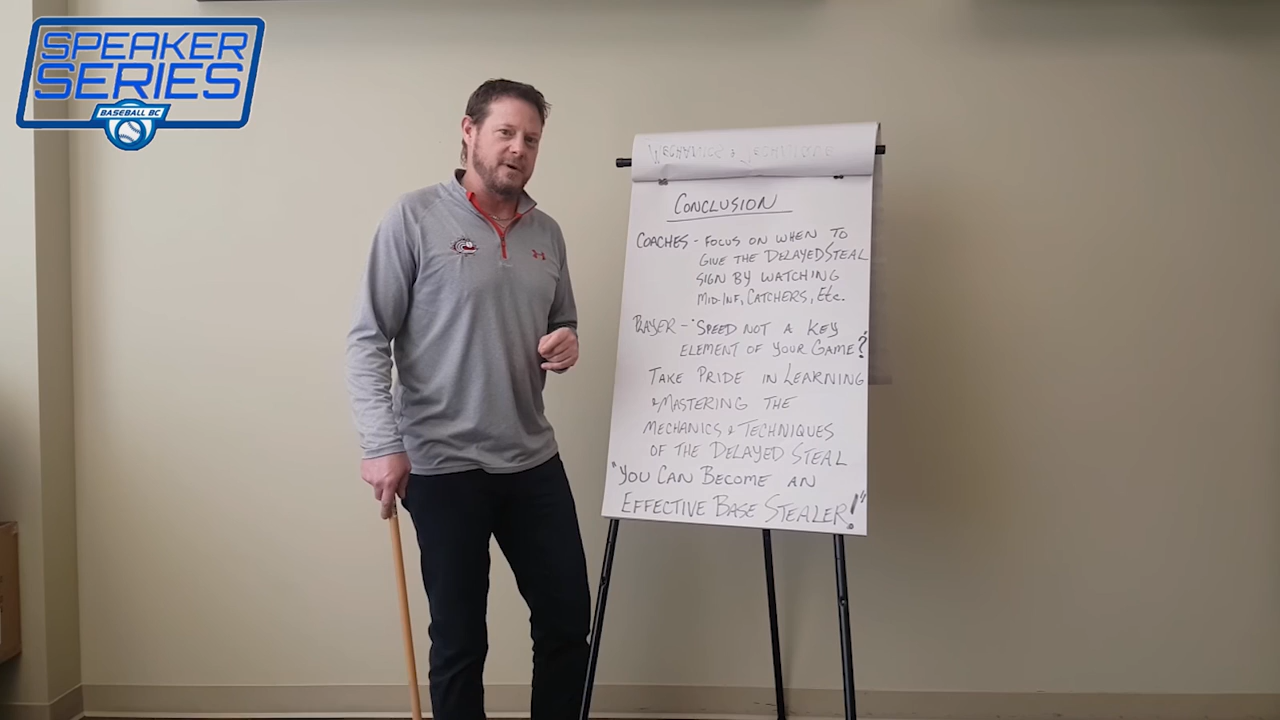 SPEAKER
SERIES
BASEBALL BC
MECHANICS & TECHNIQUES
CONCLUSION
COACHES - FOCUS ON WHEN TO
GIVE THE DELAYED STEAL
SIGN BY WATCHING
MID-INF, CATCHERS, Etc.
PLAYER - "SPEED NOT A KEY
ELEMENT OF YOUR GAME"?
TAKE PRIDE IN LEARNING
& MASTERING THE
MECHANICS & TECHNIQUES
OF THE DELAYED STEAL
"YOU CAN BECOME AN
EFFECTIVE BASE STEALER!"